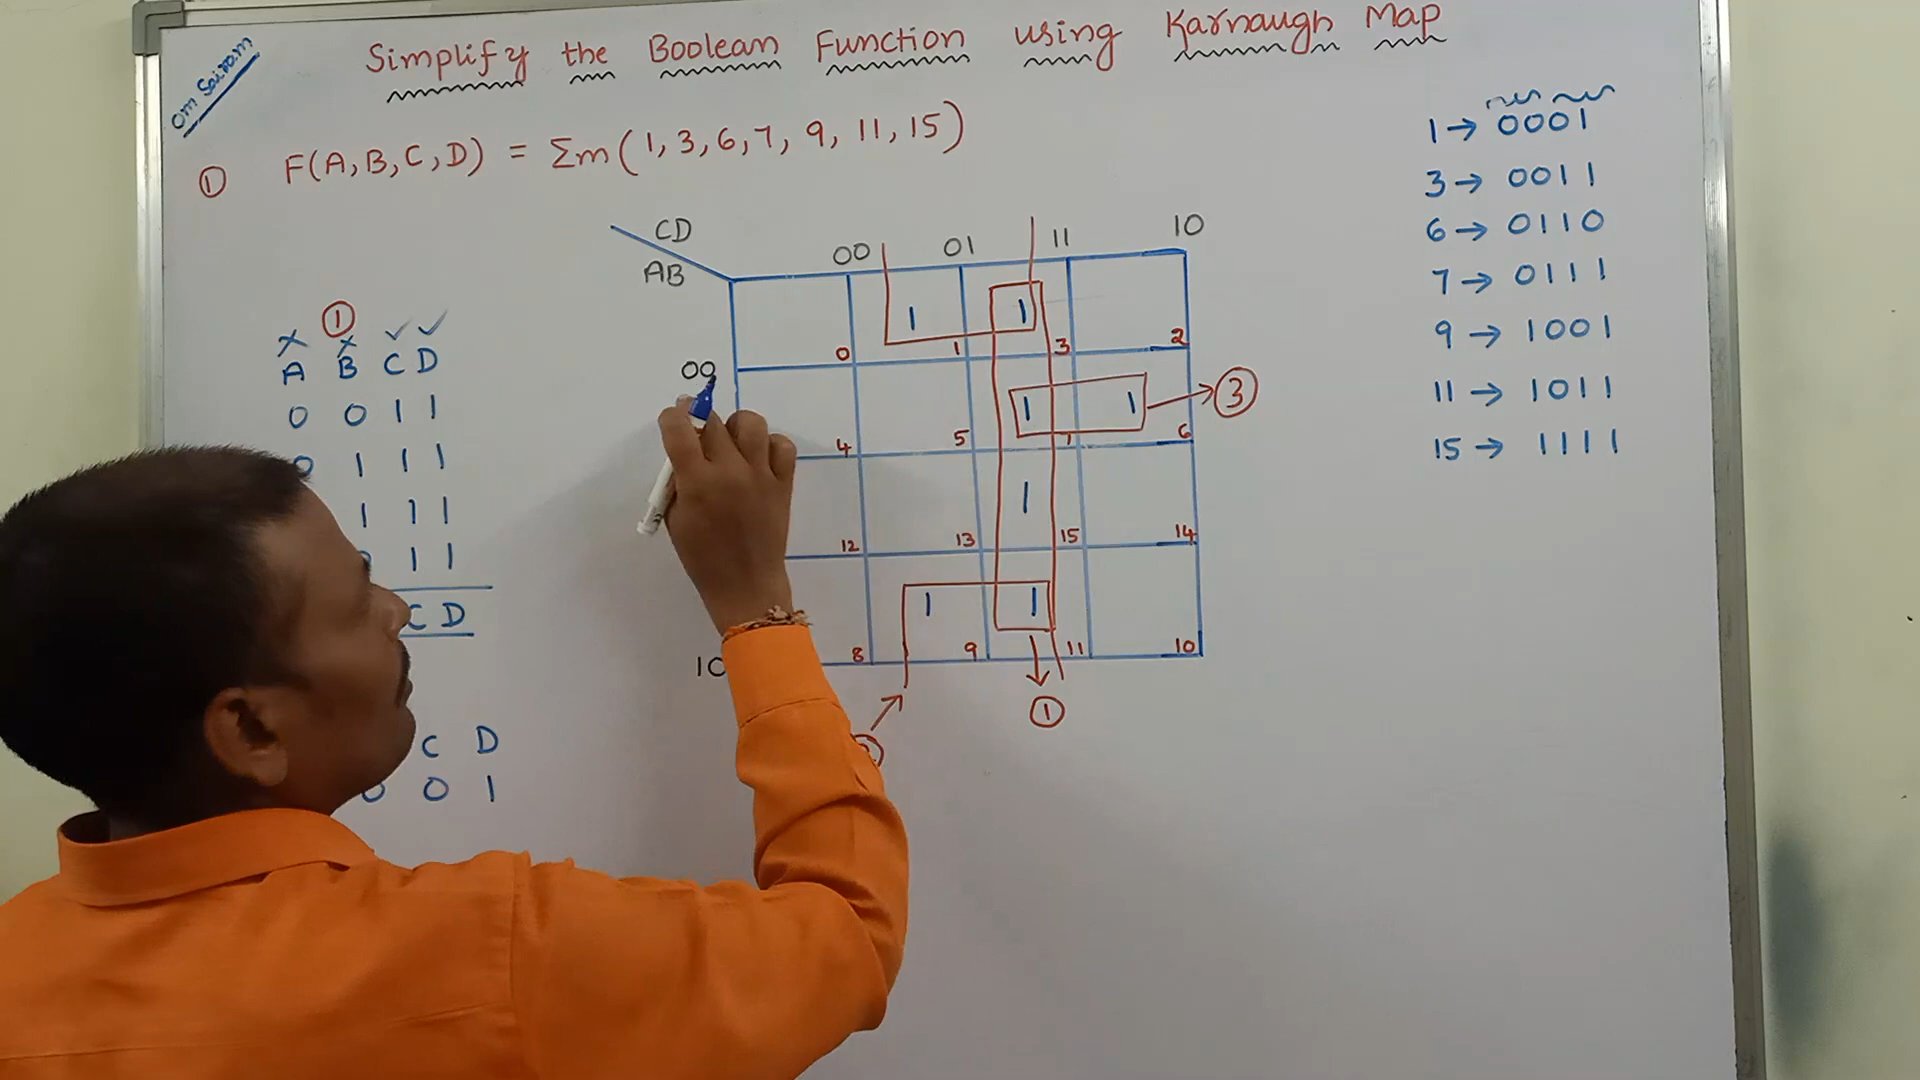 Om Sairam
Simplify the Boolean Function using Karnaugh Map
① F(A,B,C,D) = Σm(1,3,6,7,9,11,15)
1→ 0001
3→ 0011
6→ 0110
7→ 0111
9→ 1001
11→ 1011
15→ 1111
CD
AB
00 01 11 10
00
10
1 1
0 1 3 2
1 1 → ③
4 5 7 6
1
12 13 15 14
1 1
8 9 11 10
①
①
A B C D
0 0 1 1
0 1 1 1
1 1 1
1 1
C D
C D
0 0 1